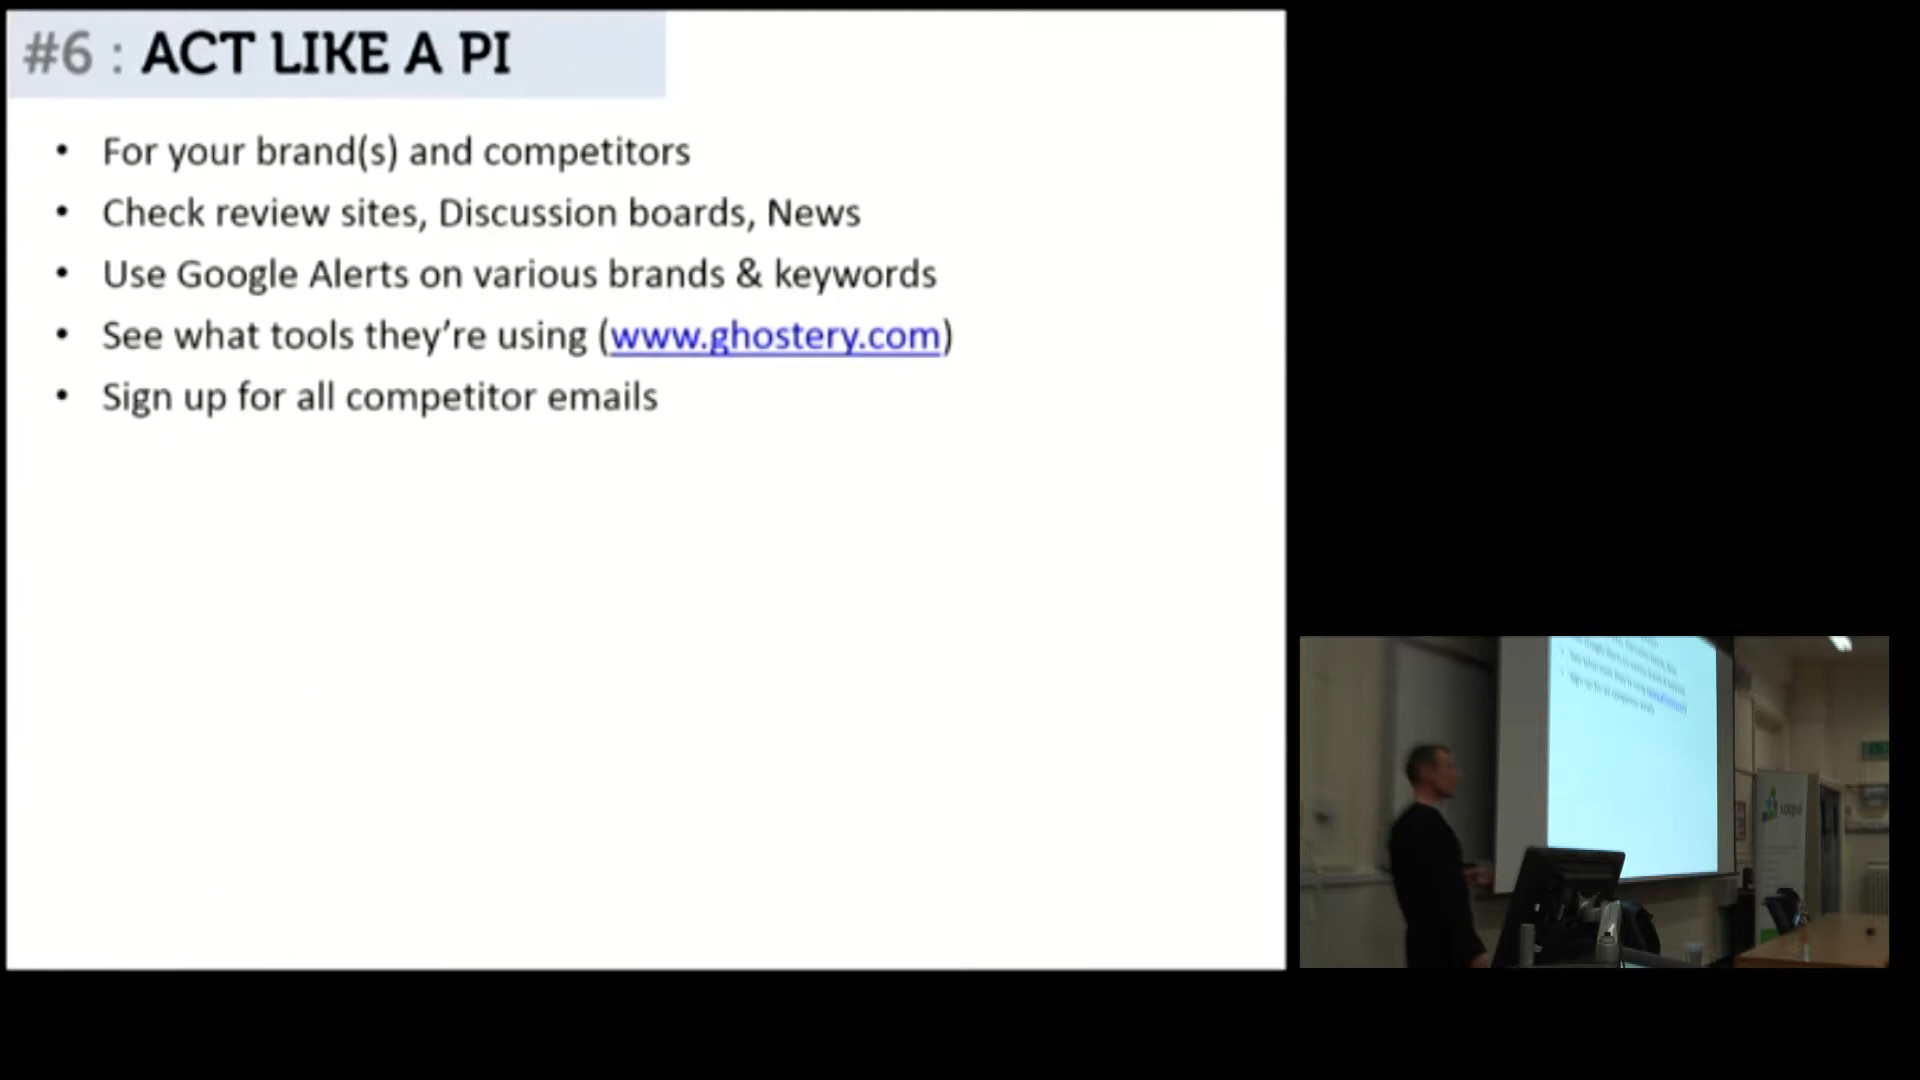 #6 : ACT LIKE A PI
• For your brand(s) and competitors
• Check review sites, Discussion boards, News
• Use Google Alerts on various brands & keywords
• See what tools they're using (www.ghostery.com)
• Sign up for all competitor emails